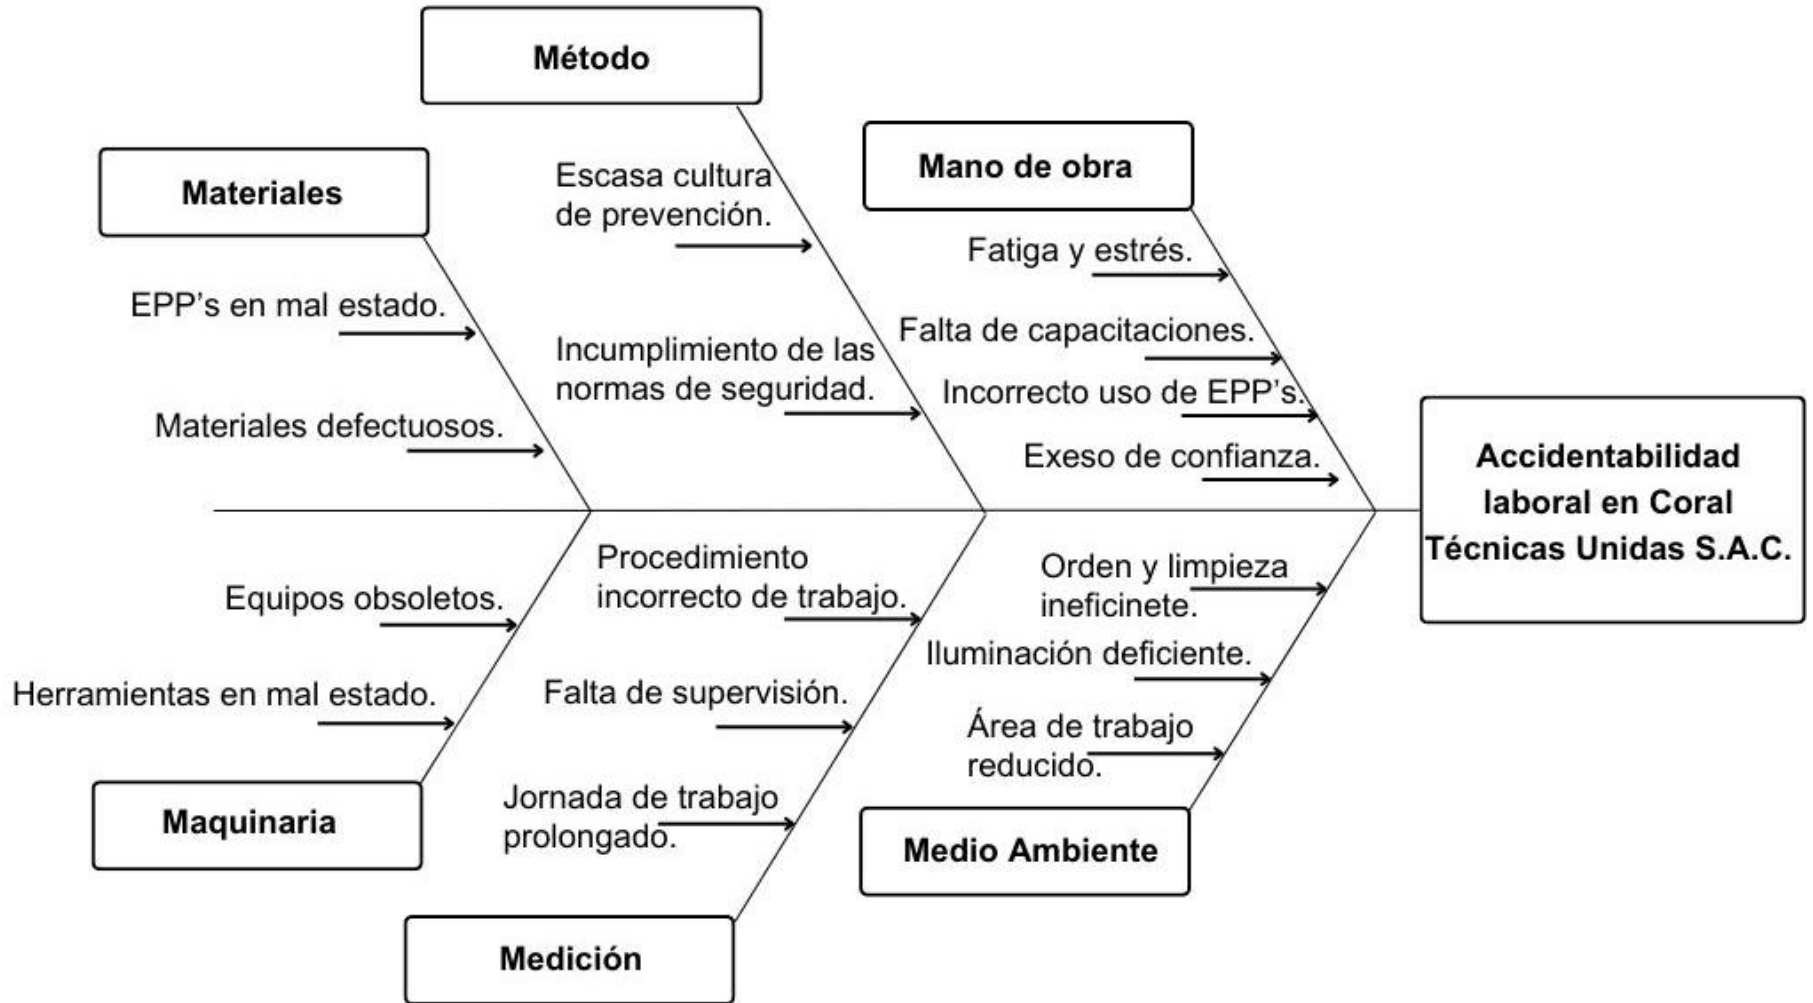 Método
Mano de obra
Materiales
Escasa cultura
de prevención.
Fatiga y estrés.
EPP's en mal estado.
Falta de capacitaciones.
Incumplimiento de las
normas de seguridad.
Incorrecto uso de EPP's.
Materiales defectuosos.
Exeso de confianza.
Accidentabilidad
laboral en Coral
Técnicas Unidas S.A.C.
Procedimiento
incorrecto de trabajo.
Orden y limpieza
ineficinete.
Equipos obsoletos.
Iluminación deficiente.
Herramientas en mal estado.
Falta de supervisión.
Área de trabajo
reducido.
Jornada de trabajo
prolongado.
Maquinaria
Medio Ambiente
Medición